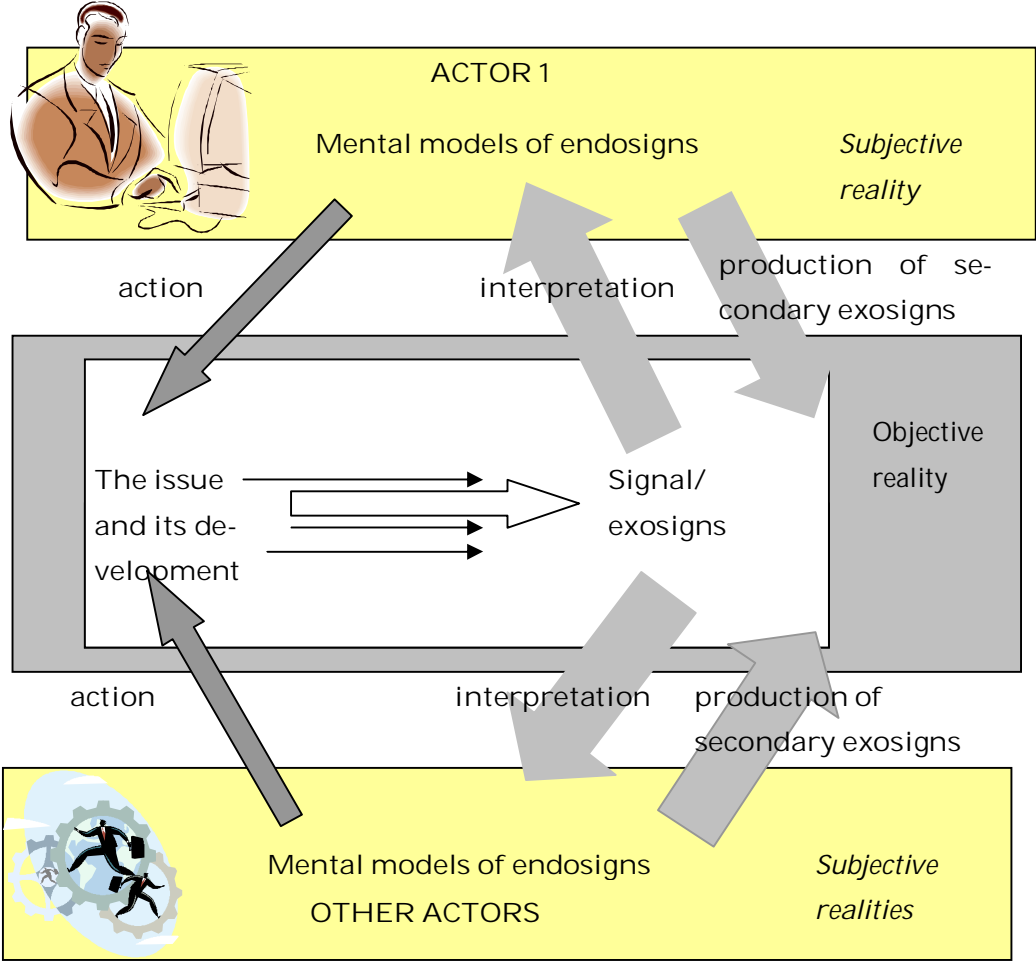 ACTOR 1
Mental models of endosigns
Subjective
reality
action
interpretation
production of se-
condary exosigns
The issue
and its de-
velopment
Signal/
exosigns
Objective
reality
action
interpretation
production of
secondary exosigns
Mental models of endosigns
OTHER ACTORS
Subjective
realities